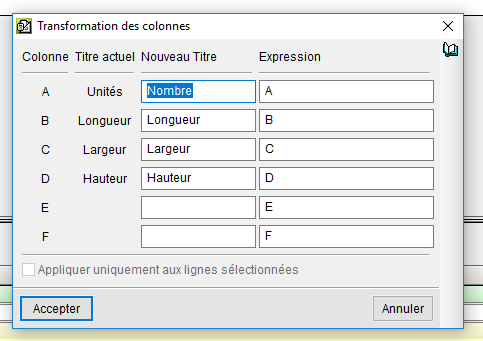 Transformation des colonnes
Colonne Titre actuel Nouveau Titre Expression
A Unités Nombre A
B Longueur Longueur B
C Largeur Largeur C
D Hauteur Hauteur D
E E
F F
Appliquer uniquement aux lignes sélectionnées
Accepter Annuler